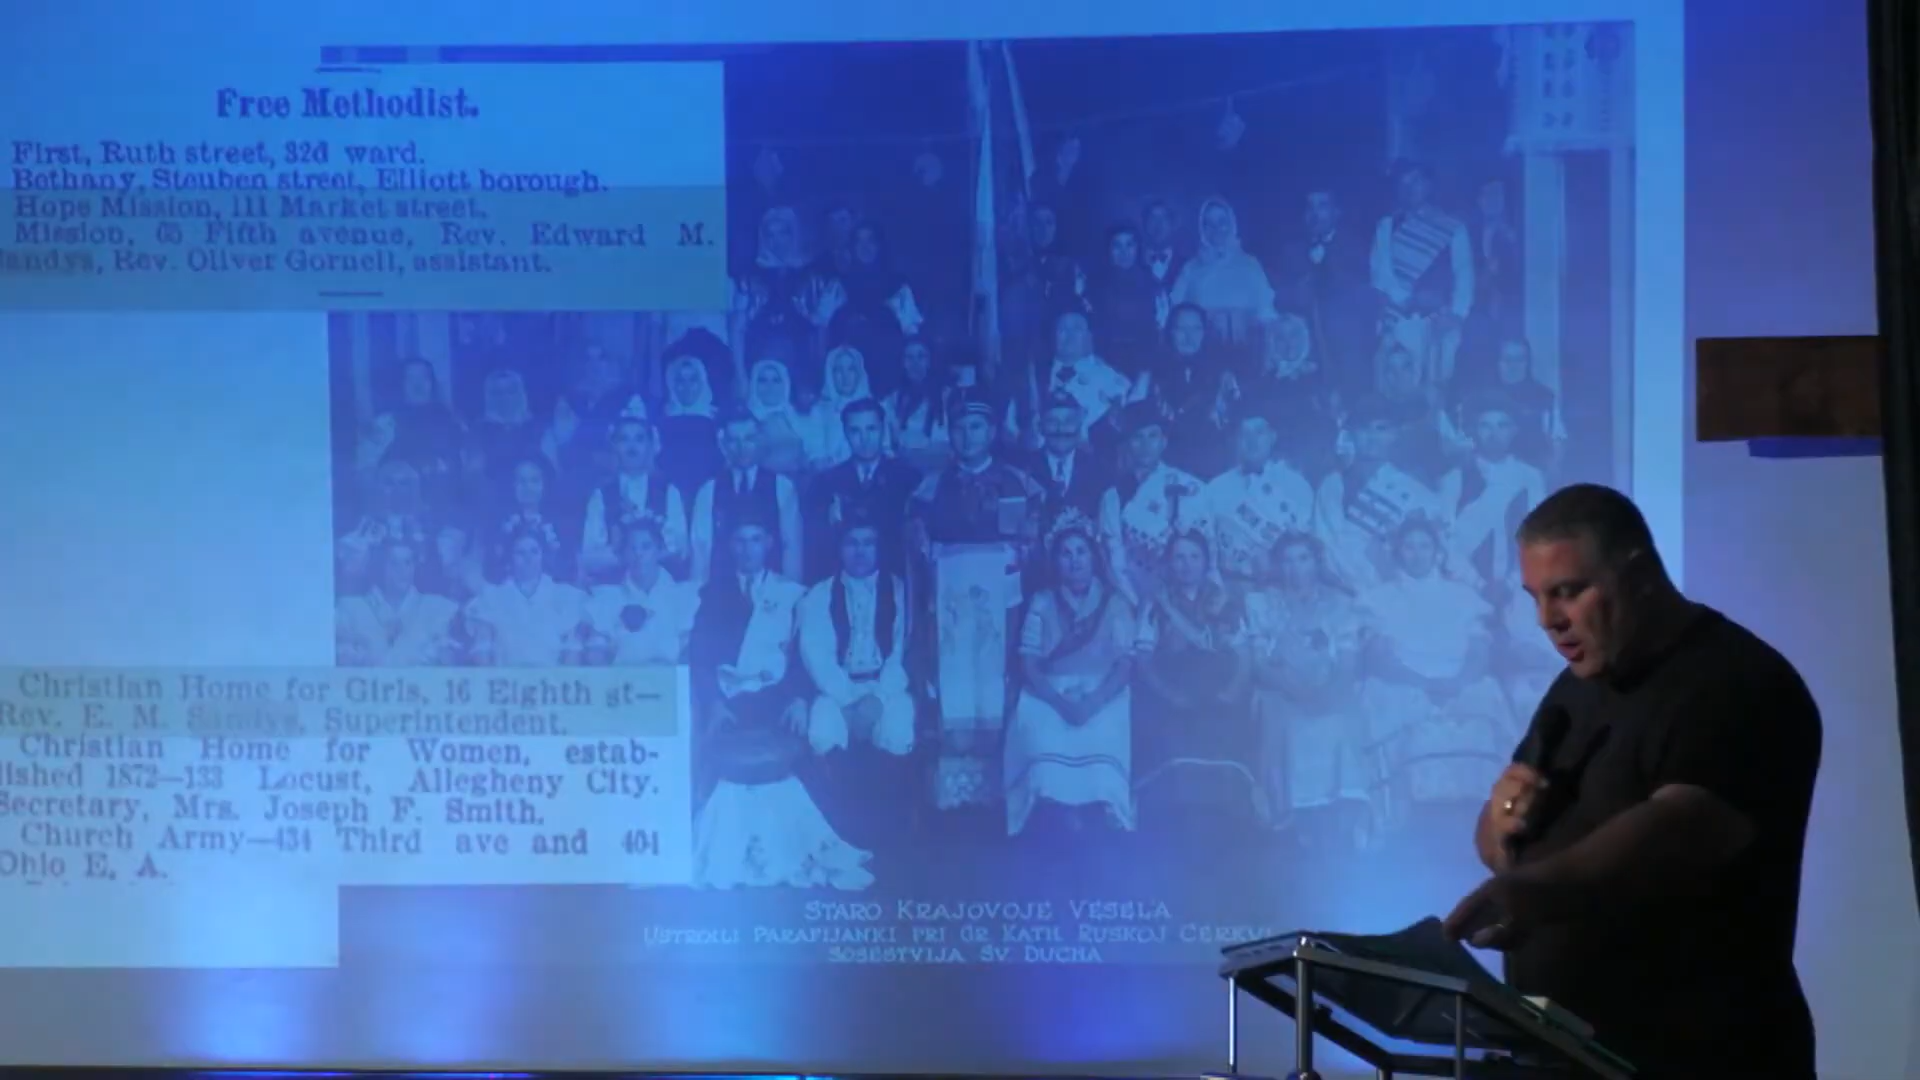 Free Methodist.
First, Ruth street, 32d ward.
Bethany, Steuben street, Elliott borough.
Hope Mission, 111 Market street.
Mission, 65 Fifth avenue, Rev. Edward M.
Sandys, Rev. Oliver Gornell, assistant.
Christian Home for Girls, 16 Eighth st—
Rev. E. M. Sandys, Superintendent.
Christian Home for Women, estab-
lished 1872—133 Locust, Allegheny City.
Secretary, Mrs. Joseph F. Smith.
Church Army—434 Third ave and 404
Ohio E, A.
STARO KRAJOVOJE VESEL'A
USTROILI PARAFIJANKI PRI GR. KATH. RUSKOJ CERKVI
SOSESTVIJA SV. DUCHA